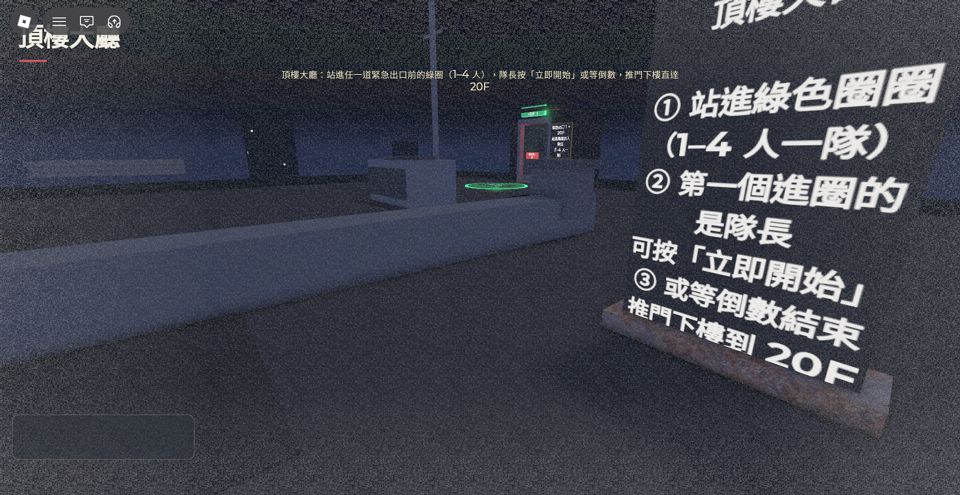 頂樓大廳
頂樓大廳：站進任一道緊急出口前的綠圈（1–4 人），隊長按「立即開始」或等倒數，推門下樓直達
20F
① 站進綠色圈圈
（1–4 人一隊）
② 第一個進圈的
是隊長
可按「立即開始」
③ 或等倒數結束
推門下樓到 20F